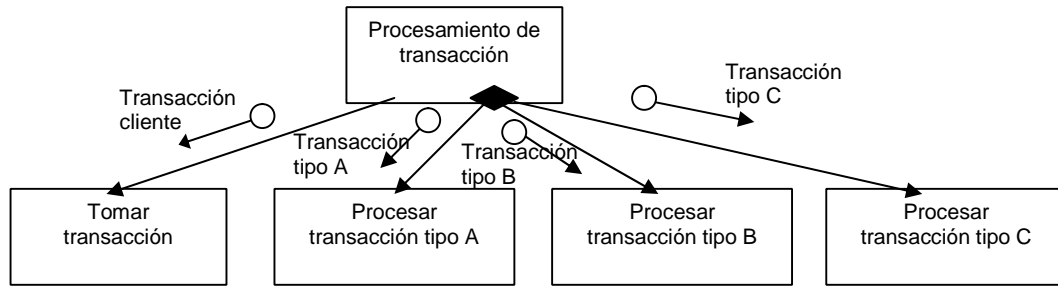 Procesamiento de
transacción
Transacción
cliente
Transacción
tipo A
Transacción
tipo B
Transacción
tipo C
Tomar
transacción
Procesar
transacción tipo A
Procesar
transacción tipo B
Procesar
transacción tipo C